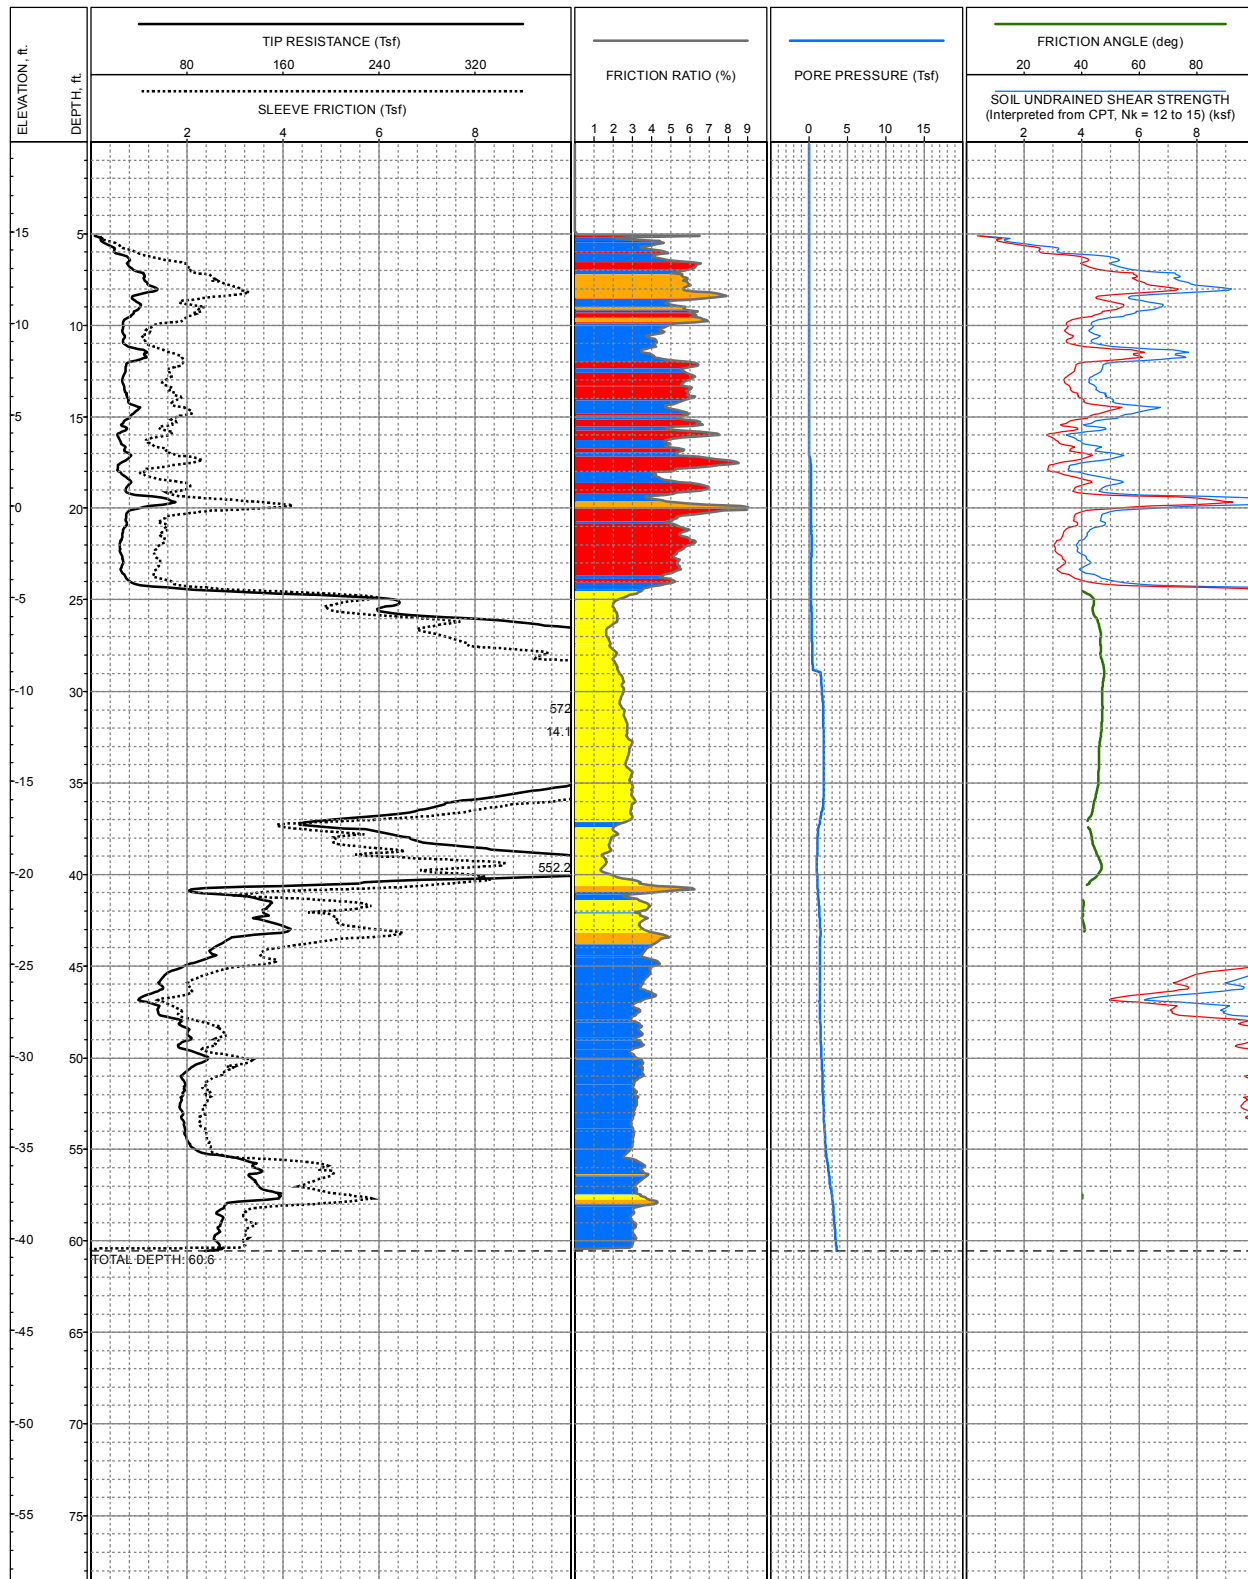 ELEVATION, ft.
DEPTH, ft.
TIP RESISTANCE (Tsf)
80 160 240 320
SLEEVE FRICTION (Tsf)
2 4 6 8
FRICTION RATIO (%)
1 2 3 4 5 6 7 8 9
PORE PRESSURE (Tsf)
0 5 10 15
FRICTION ANGLE (deg)
20 40 60 80
SOIL UNDRAINED SHEAR STRENGTH
(Interpreted from CPT, Nk = 12 to 15) (ksf)
2 4 6 8
15 5
10 10
5 15
0 20
-5 25
-10 30
572
14.1
-15 35
552.2
-20 40
-25 45
-30 50
-35 55
-40 60
TOTAL DEPTH: 60.6
-45 65
-50 70
-55 75